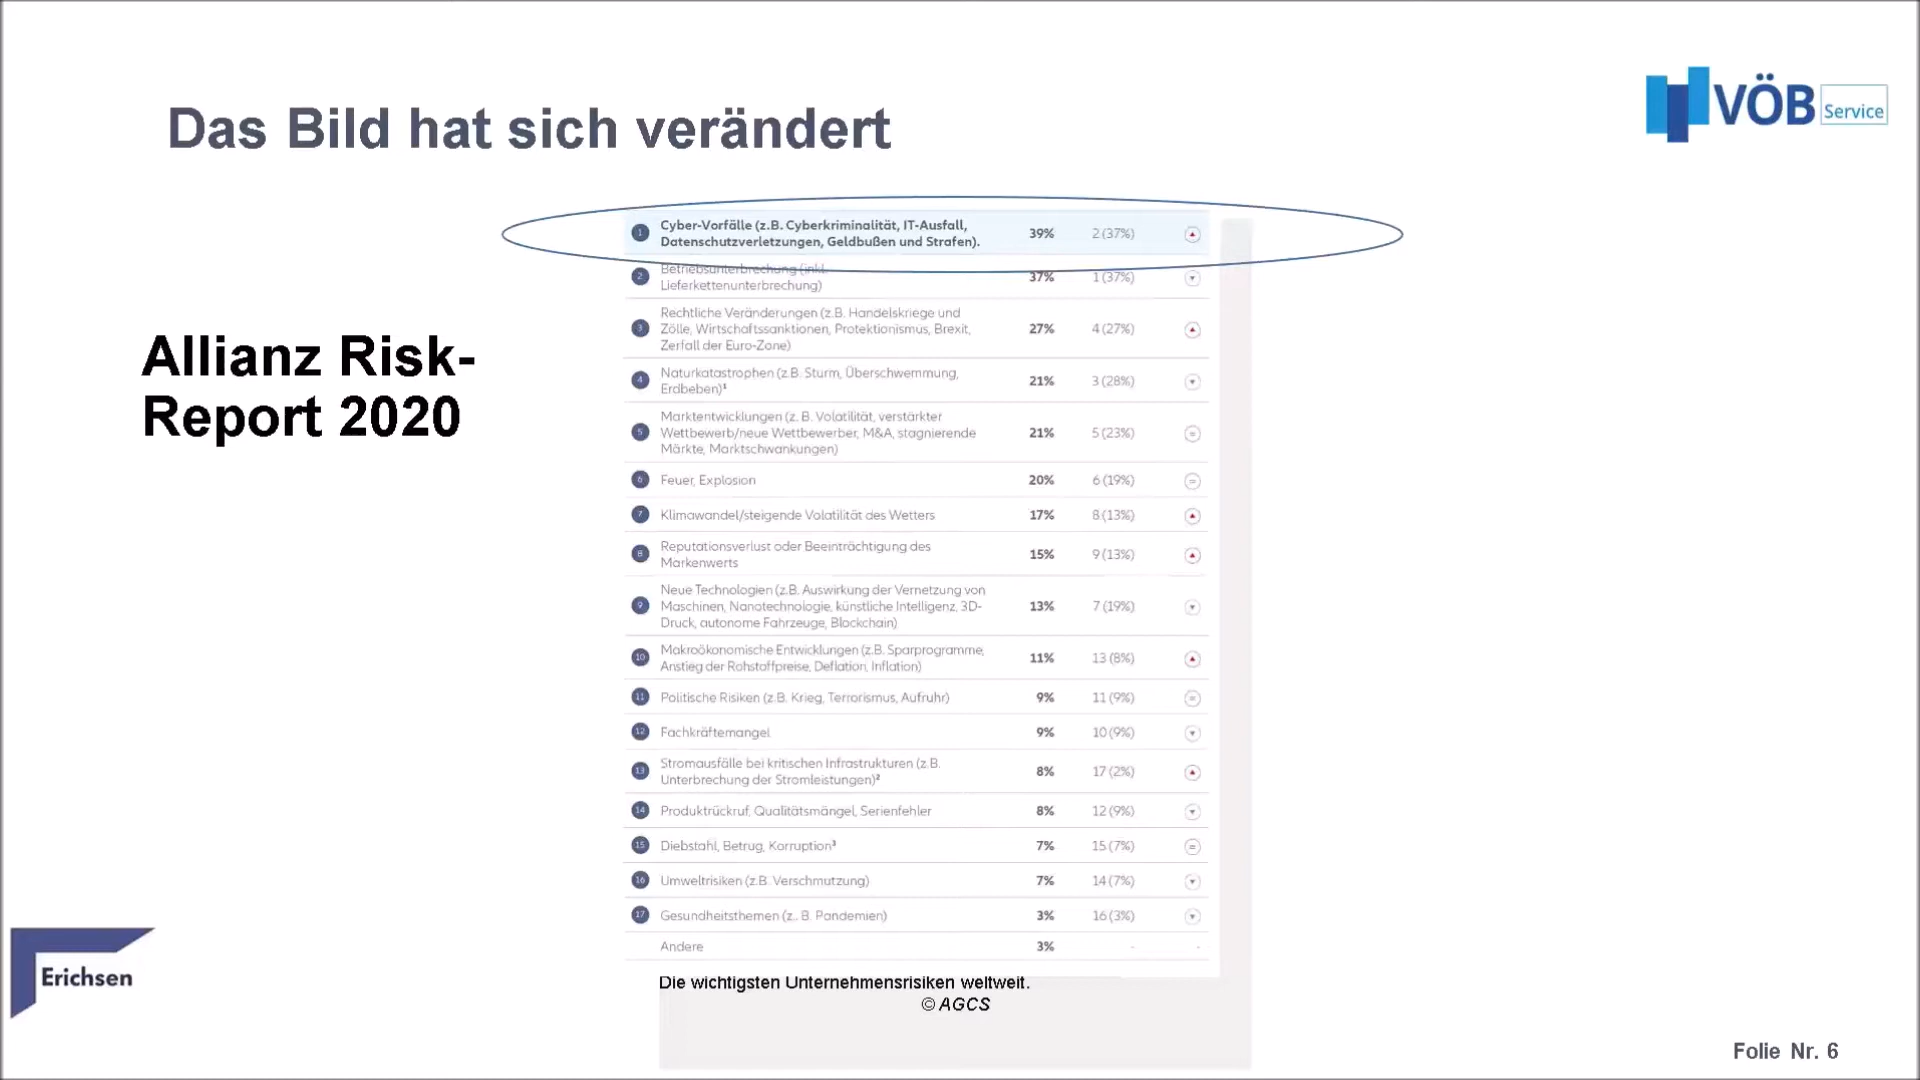 Das Bild hat sich verändert
VÖB Service
Allianz Risk-
Report 2020
1 Cyber-Vorfälle (z.B. Cyberkriminalität, IT-Ausfall,
Datenschutzverletzungen, Geldbußen und Strafen). 39% 2 (37%)
2 Betriebsunterbrechung (inkl.
Lieferkettenunterbrechung) 37% 1 (37%)
3 Rechtliche Veränderungen (z.B. Handelskriege und
Zölle, Wirtschaftssanktionen, Protektionismus, Brexit,
Zerfall der Euro-Zone) 27% 4 (27%)
4 Naturkatastrophen (z.B. Sturm, Überschwemmung,
Erdbeben)¹ 21% 3 (28%)
5 Marktentwicklungen (z. B. Volatilität, verstärkter
Wettbewerb/neue Wettbewerber, M&A, stagnierende
Märkte, Marktschwankungen) 21% 5 (23%)
6 Feuer, Explosion 20% 6 (19%) =
7 Klimawandel/steigende Volatilität des Wetters 17% 8 (13%)
8 Reputationsverlust oder Beeinträchtigung des
Markenwerts 15% 9 (13%)
9 Neue Technologien (z.B. Auswirkung der Vernetzung von
Maschinen, Nanotechnologie, künstliche Intelligenz, 3D-
Druck, autonome Fahrzeuge, Blockchain) 13% 7 (19%)
10 Makroökonomische Entwicklungen (z.B. Sparprogramme,
Anstieg der Rohstoffpreise, Deflation, Inflation) 11% 13 (8%)
11 Politische Risiken (z.B. Krieg, Terrorismus, Aufruhr) 9% 11 (9%) =
12 Fachkräftemangel 9% 10 (9%)
13 Stromausfälle bei kritischen Infrastrukturen (z.B.
Unterbrechung der Stromleistungen)² 8% 17 (2%)
14 Produktrückruf, Qualitätsmängel, Serienfehler 8% 12 (9%)
15 Diebstahl, Betrug, Korruption³ 7% 15 (7%) =
16 Umweltrisiken (z.B. Verschmutzung) 7% 14 (7%)
17 Gesundheitsthemen (z.. B. Pandemien) 3% 16 (3%)
Andere 3% - -
Die wichtigsten Unternehmensrisiken weltweit.
© AGCS
Erichsen
Folie Nr. 6